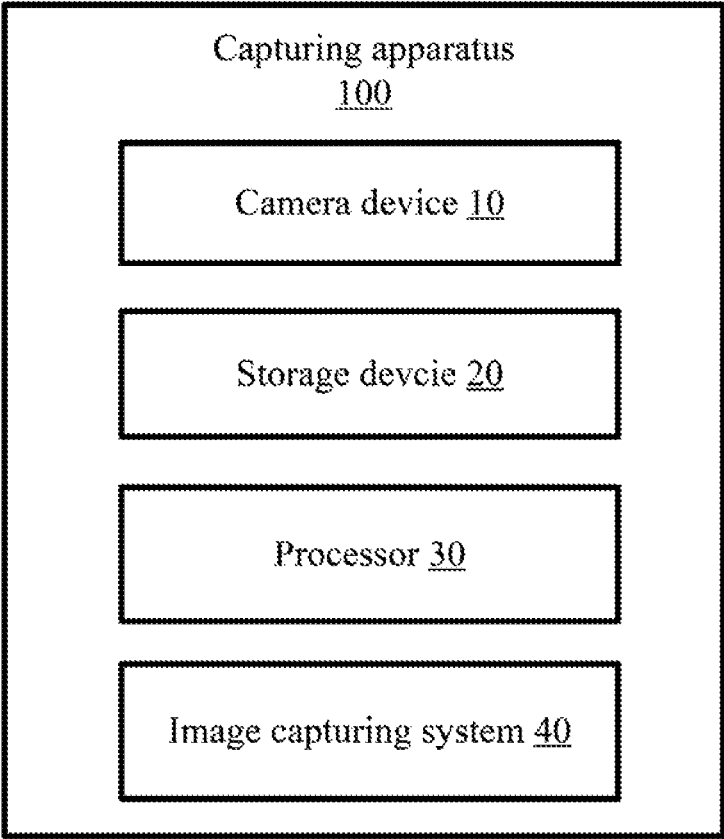 Capturing apparatus
100
Camera device 10
Storage devcie 20
Processor 30
Image capturing system 40